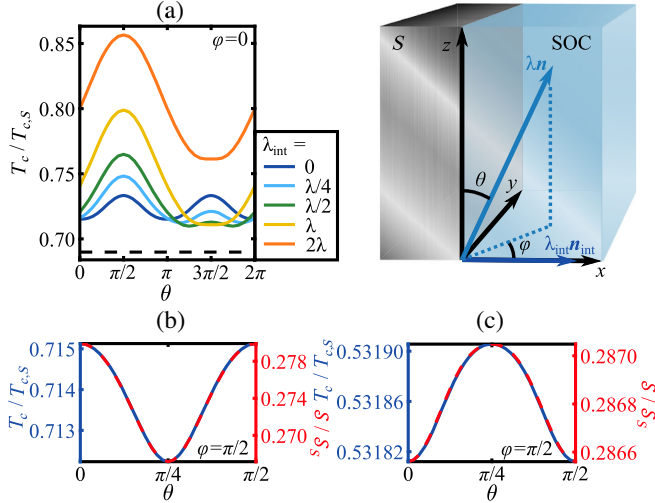 (a)
φ=0
T_c / T_{c,S}
0.85
0.80
0.75
0.70
0 π/2 π 3π/2 2π
θ
λ_int =
0
λ/4
λ/2
λ
2λ
S
SOC
z
λn
θ
y
φ
λ_int n_int
x
(b)
T_c / T_{c,S}
0.715
0.714
0.713
φ=π/2
0.278
0.274
0.270
S / S_S
0 π/4 π/2
θ
(c)
T_c / T_{c,S}
0.53190
0.53186
0.53182
φ=π/2
0.2870
0.2868
0.2866
S / S_S
0 π/4 π/2
θ